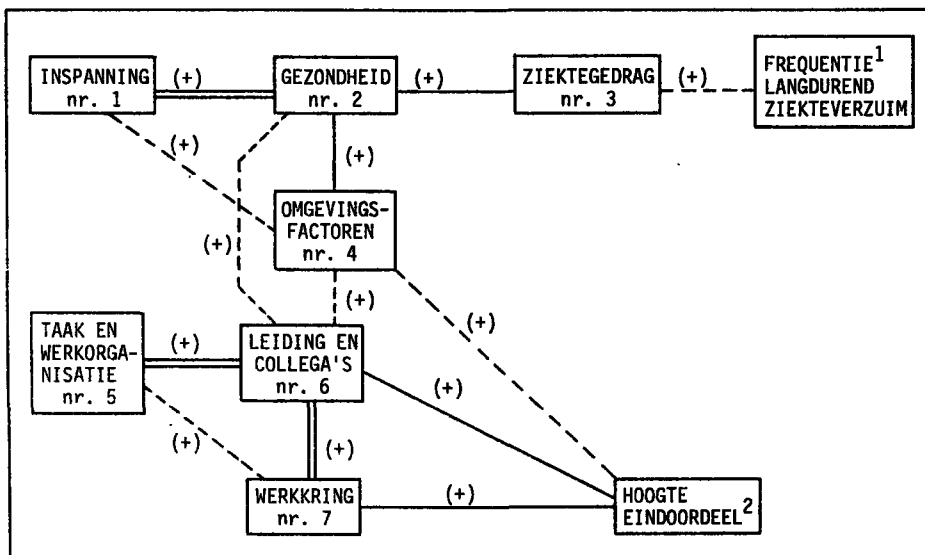 INSPANNING
nr. 1
(+)
GEZONDHEID
nr. 2
(+)
ZIEKTEGEDRAG
nr. 3
(+)
FREQUENTIE¹
LANGDUREND
ZIEKTEVERZUIM
(+)
(+)
OMGEVINGS-
FACTOREN
nr. 4
(+)
(+)
(+)
TAAK EN
WERKORGA-
NISATIE
nr. 5
(+)
LEIDING EN
COLLEGA'S
nr. 6
(+)
(+)
(+)
WERKKRING
nr. 7
(+)
HOOGTE
EINDOORDEEL²